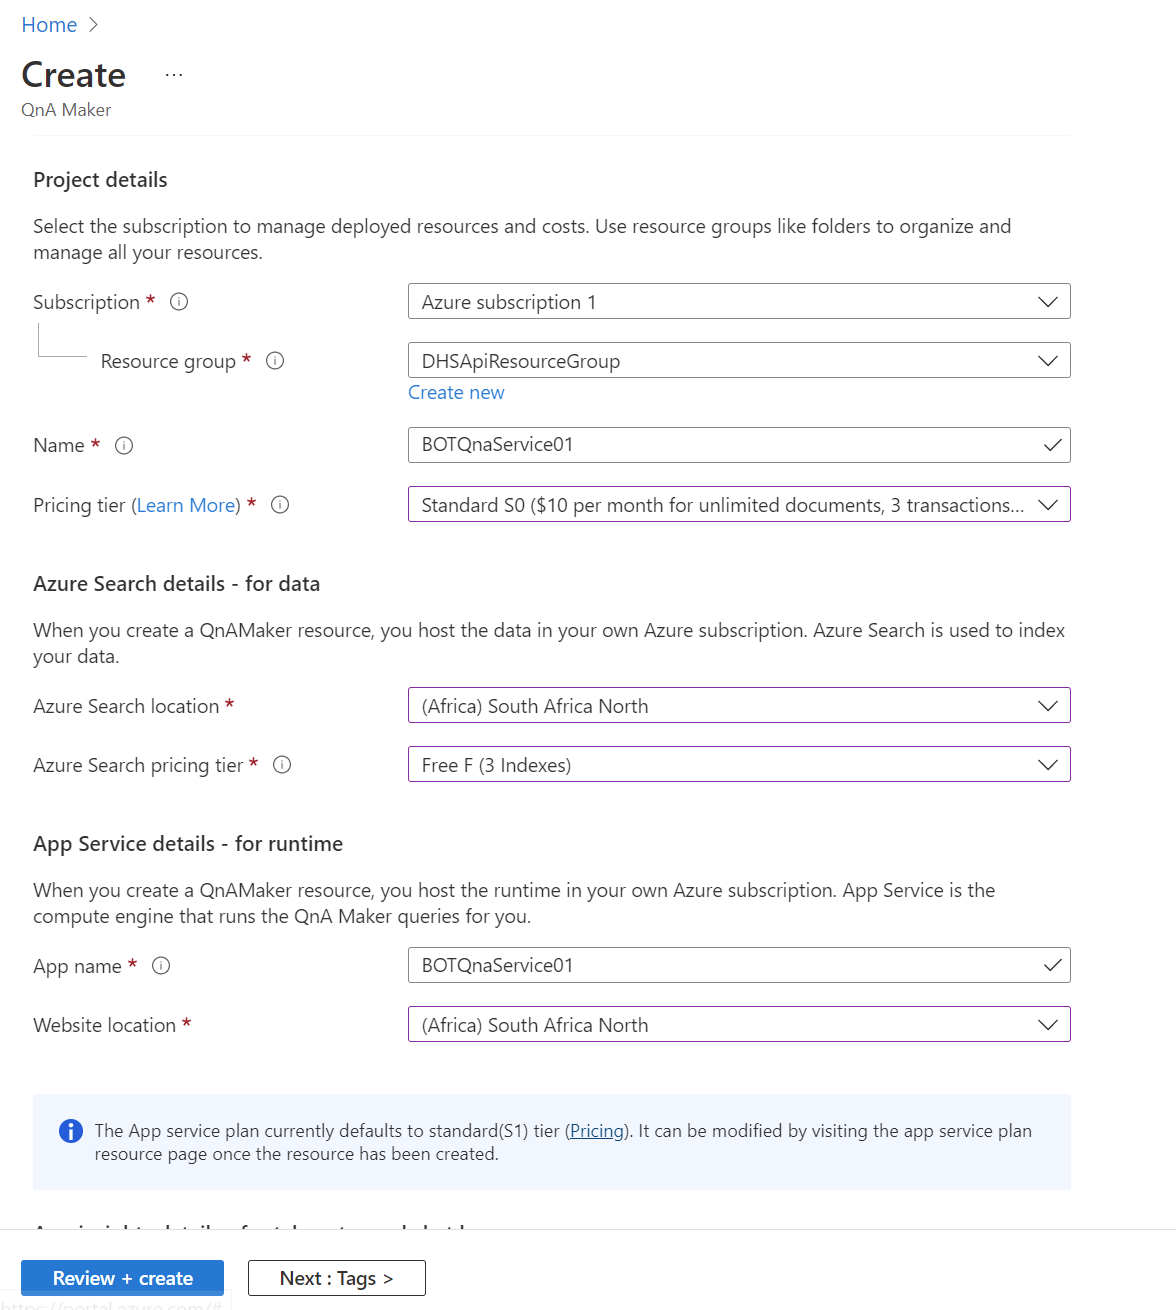 Home >
Create ...
QnA Maker
Project details
Select the subscription to manage deployed resources and costs. Use resource groups like folders to organize and
manage all your resources.
Subscription * Azure subscription 1
Resource group * DHSApiResourceGroup
Create new
Name * BOTQnaService01
Pricing tier (Learn More) * Standard S0 ($10 per month for unlimited documents, 3 transactions...
Azure Search details - for data
When you create a QnAMaker resource, you host the data in your own Azure subscription. Azure Search is used to index
your data.
Azure Search location * (Africa) South Africa North
Azure Search pricing tier * Free F (3 Indexes)
App Service details - for runtime
When you create a QnAMaker resource, you host the runtime in your own Azure subscription. App Service is the
compute engine that runs the QnA Maker queries for you.
App name * BOTQnaService01
Website location * (Africa) South Africa North
The App service plan currently defaults to standard(S1) tier (Pricing). It can be modified by visiting the app service plan
resource page once the resource has been created.
Review + create
Next : Tags >
https://portal.azure.com/#